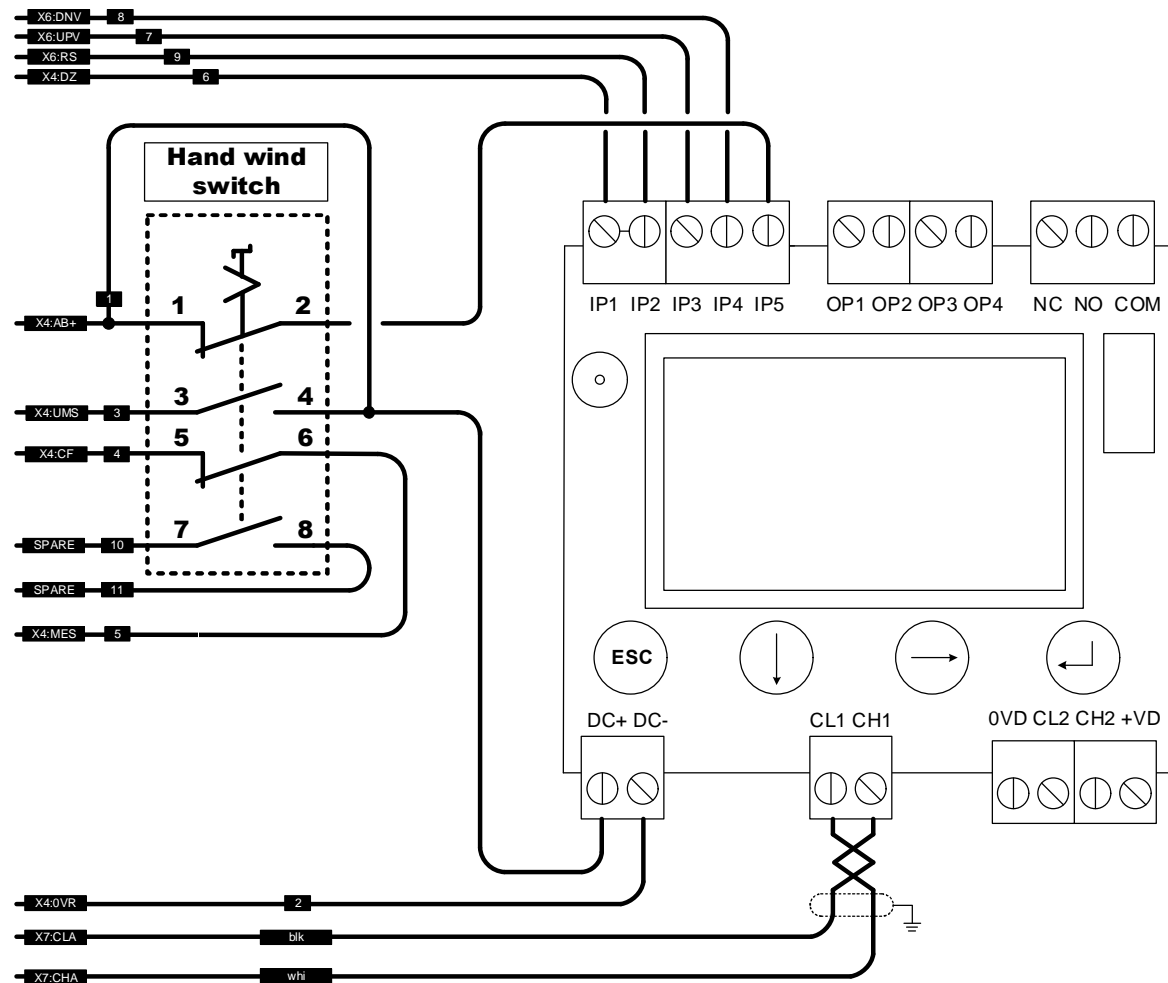 X6:DNV 8
X6:UPV 7
X6:RS 9
X4:DZ 6
Hand wind
switch
1
X4:AB+
1 2
X4:UMS 3
3 4
X4:CF 4
5 6
SPARE 10
7 8
SPARE 11
X4:MES 5
IP1 IP2 IP3 IP4 IP5
OP1 OP2 OP3 OP4
NC NO COM
ESC
DC+ DC-
CL1 CH1
0VD CL2 CH2 +VD
X4:0VR 2
X7:CLA blk
X7:CHA whi